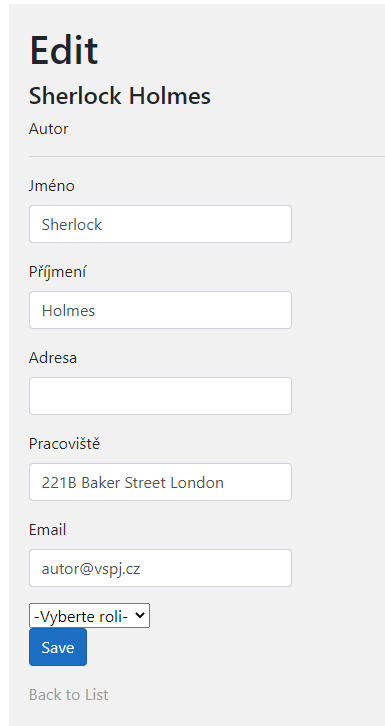 Edit
Sherlock Holmes
Autor
Jméno
Sherlock
Příjmení
Holmes
Adresa
Pracoviště
221B Baker Street London
Email
autor@vspj.cz
-Vyberte roli-
Save
Back to List